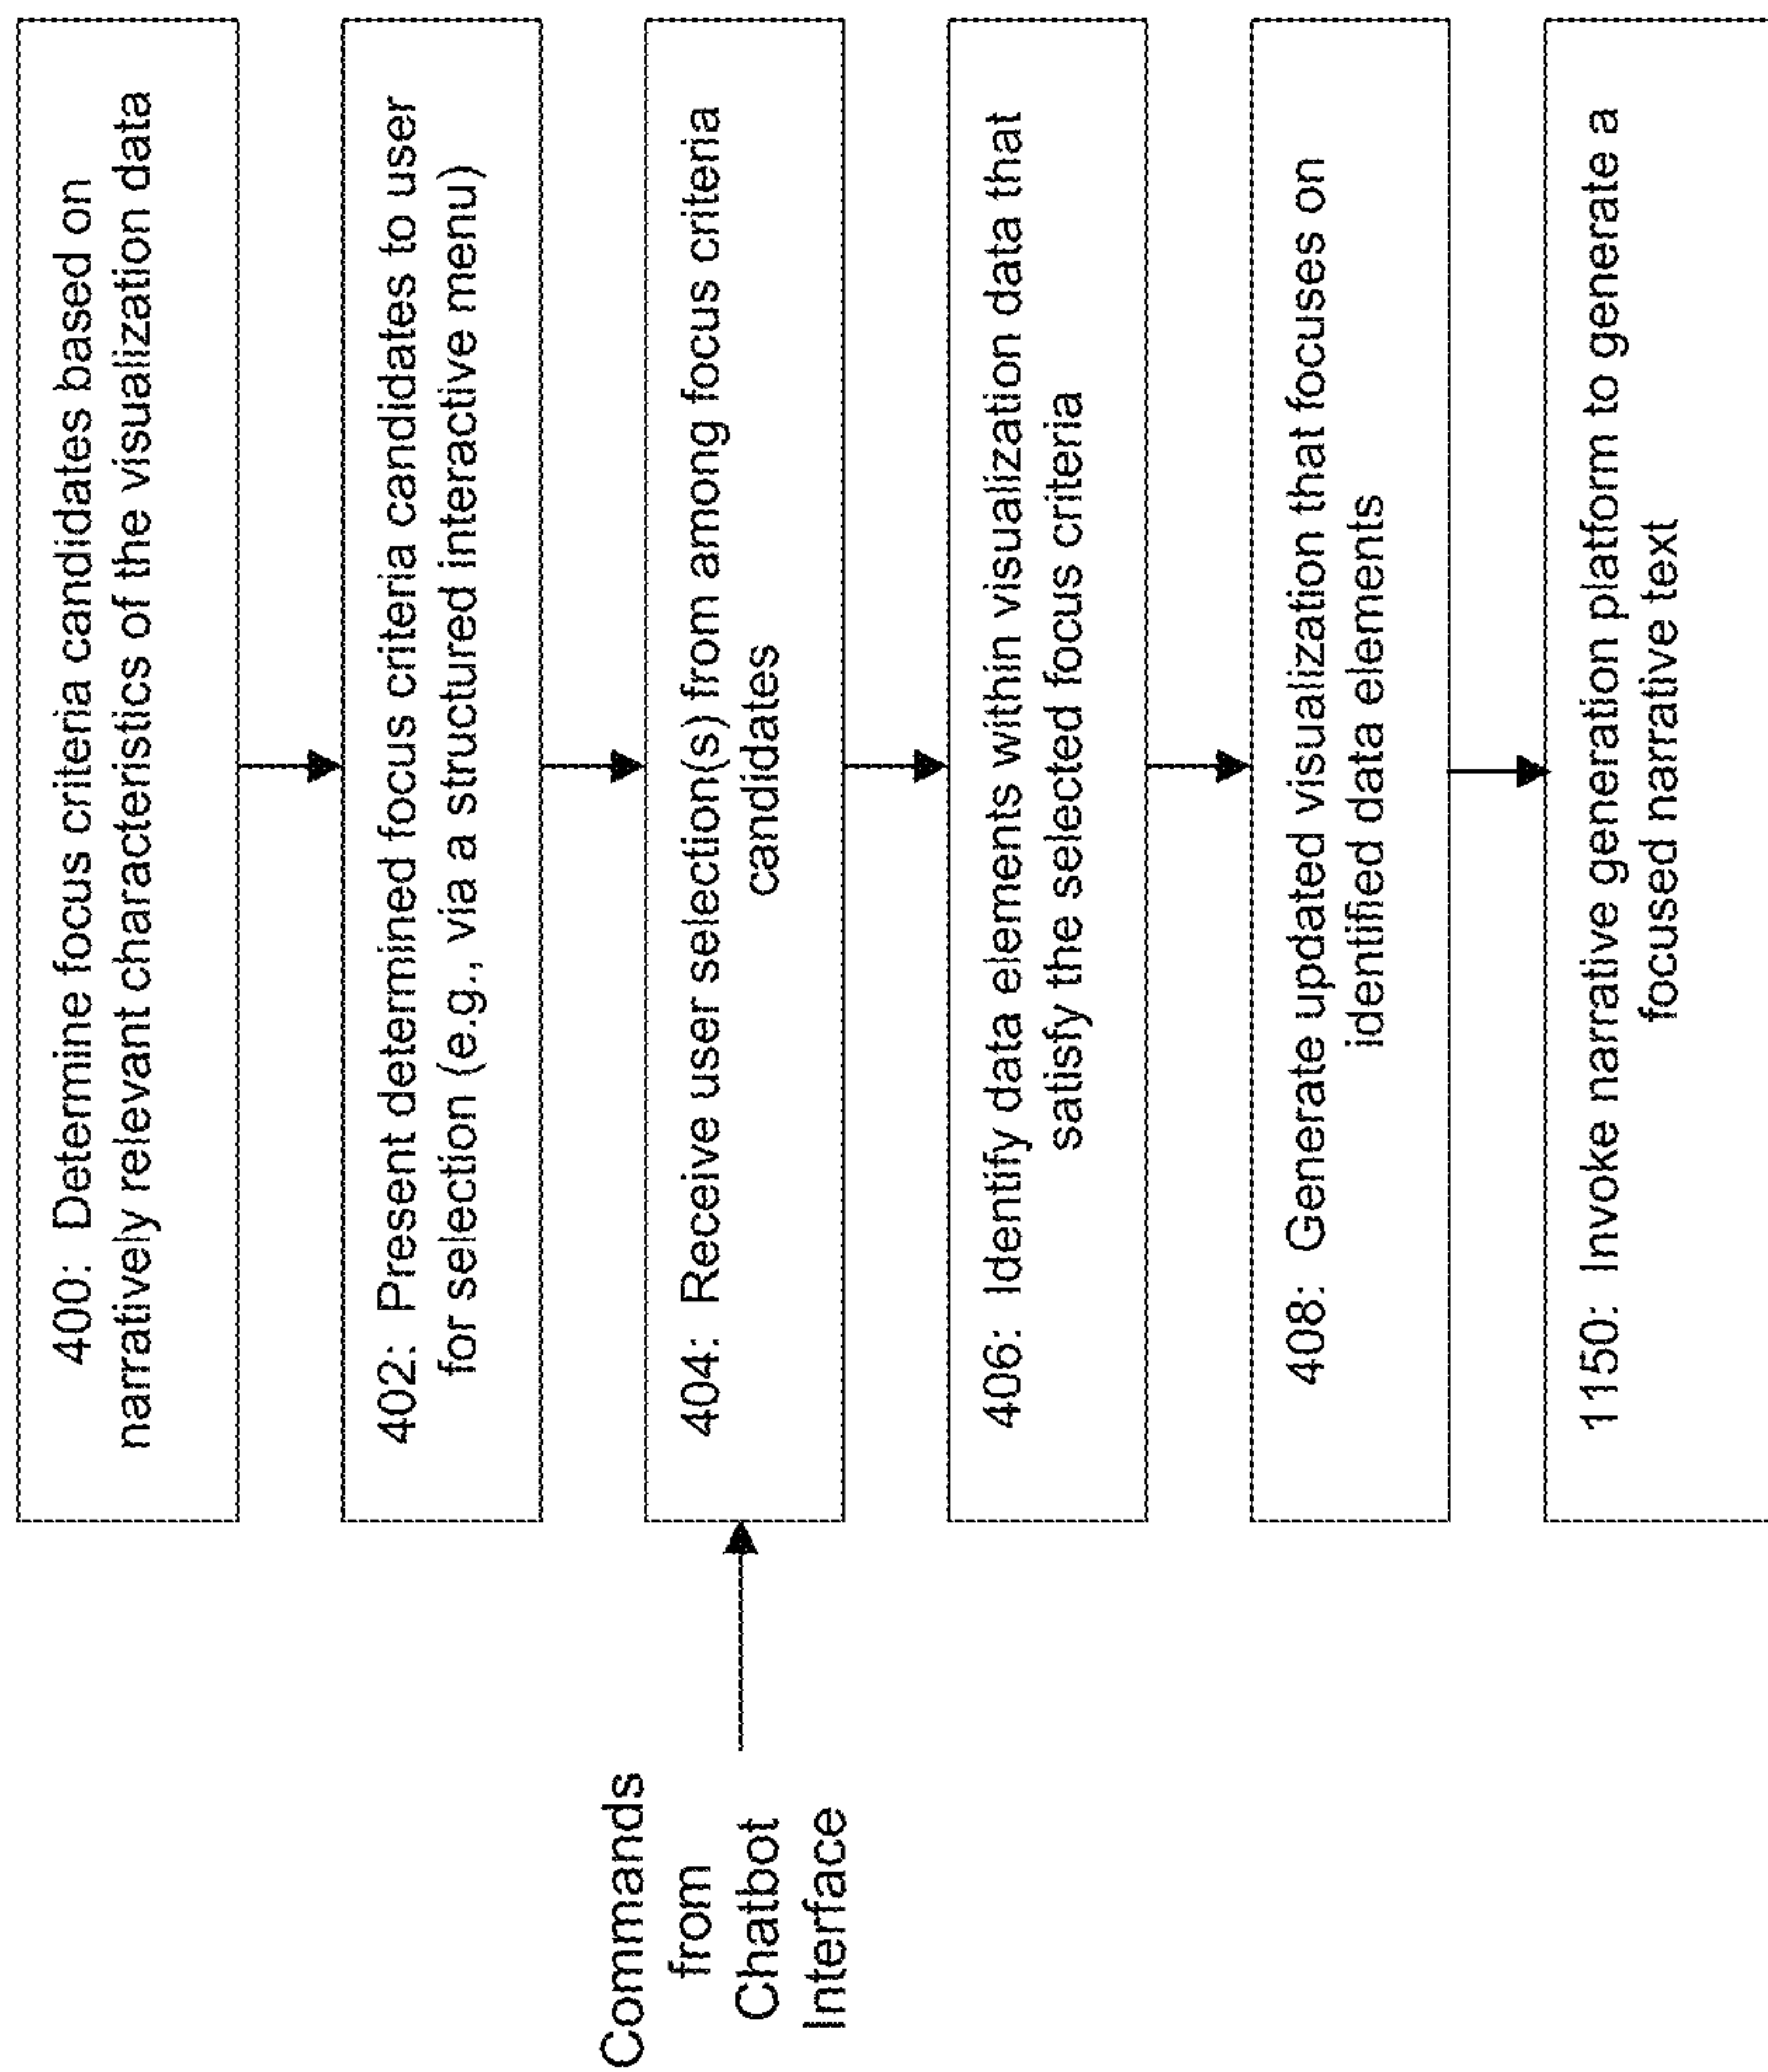 400: Determine focus criteria candidates based on
narratively relevant characteristics of the visualization data
402: Present determined focus criteria candidates to user
for selection (e.g., via a structured interactive menu)
Commands
from
Chatbot
Interface
404: Receive user selection(s) from among focus criteria
candidates
406: Identify data elements within visualization data that
satisfy the selected focus criteria
408: Generate updated visualization that focuses on
identified data elements
1150: Invoke narrative generation platform to generate a
focused narrative text